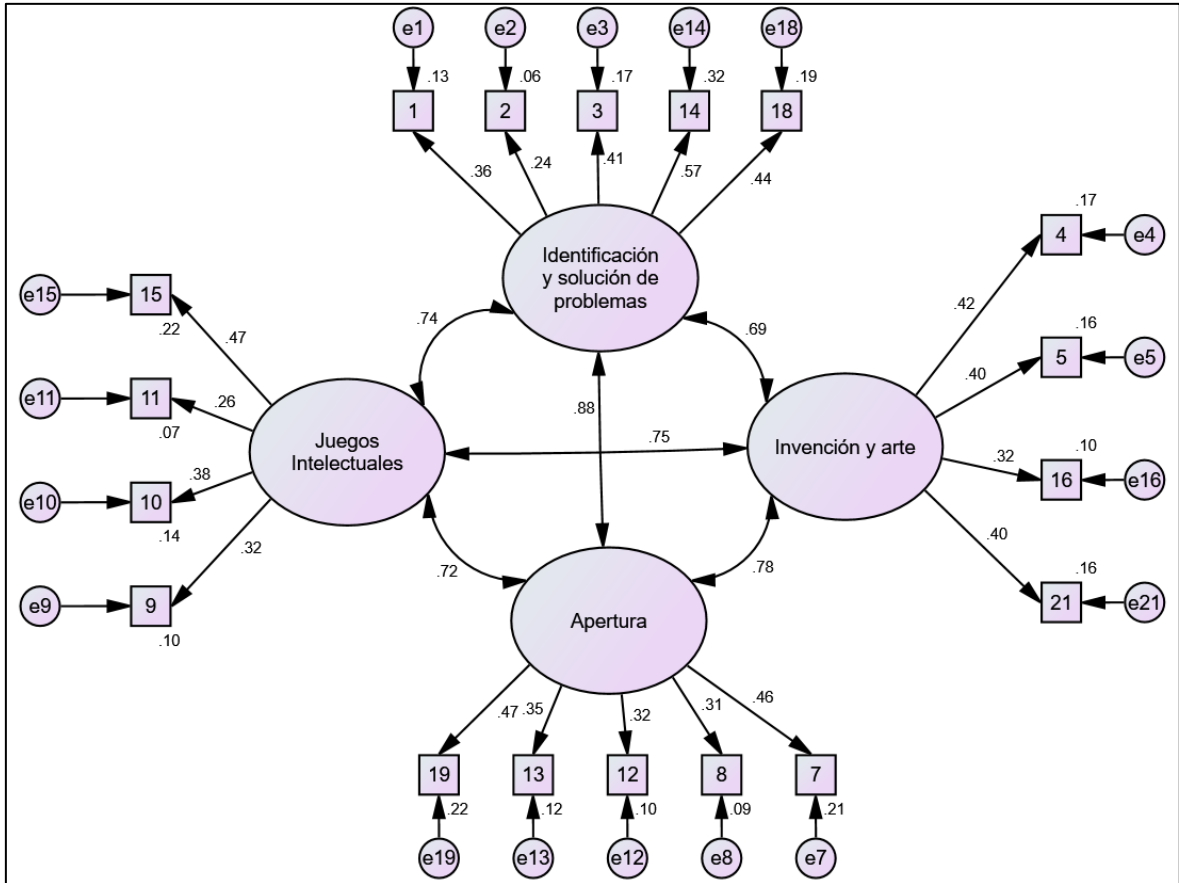 e1 e2 e3 e14 e18
.13 .06 .17 .32 .19
1 2 3 14 18
.36 .24 .41 .57 .44
Identificación
y solución de
problemas
.17
4 e4
.42
.16
5 e5
.40
.10
.32 16 e16
.40
.16
21 e21
Invención y arte
e15 15
.22 .47
e11 11 .26
.07
.38
e10 10
.14
.32
e9 9
.10
Juegos
Intelectuales
.74
.69
.88
.75
.72
.78
Apertura
.47 .35 .32 .31 .46
19 13 12 8 7
.22 .12 .10 .09 .21
e19 e13 e12 e8 e7